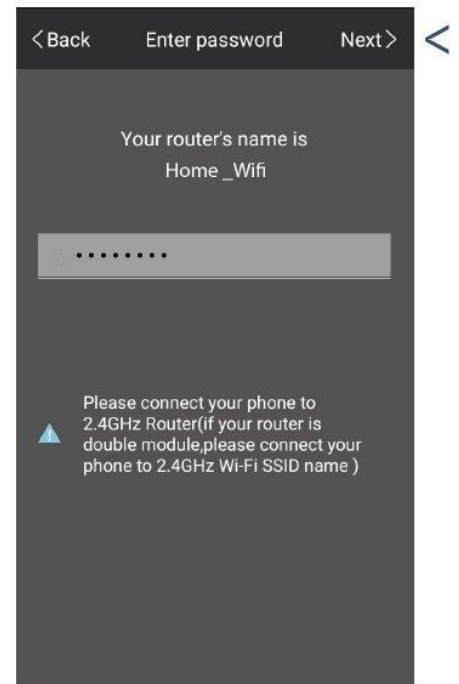 <Back Enter password Next> <
Your router's name is
Home _Wifi
••••••••
Please connect your phone to
2.4GHz Router(if your router is
double module,please connect your
phone to 2.4GHz Wi-Fi SSID name )